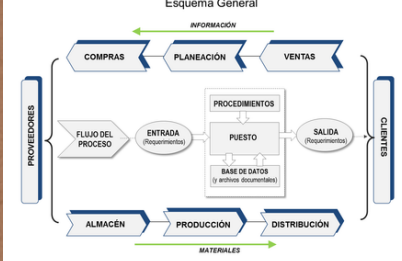 Esquema General
INFORMACIÓN
COMPRAS
PLANEACIÓN
VENTAS
PROVEEDORES
FLUJO DEL
PROCESO
ENTRADA
(Requerimientos)
PROCEDIMIENTOS
PUESTO
BASE DE DATOS
(y archivos documentales)
SALIDA
(Requerimientos)
CLIENTES
ALMACÉN
PRODUCCIÓN
DISTRIBUCIÓN
MATERIALES